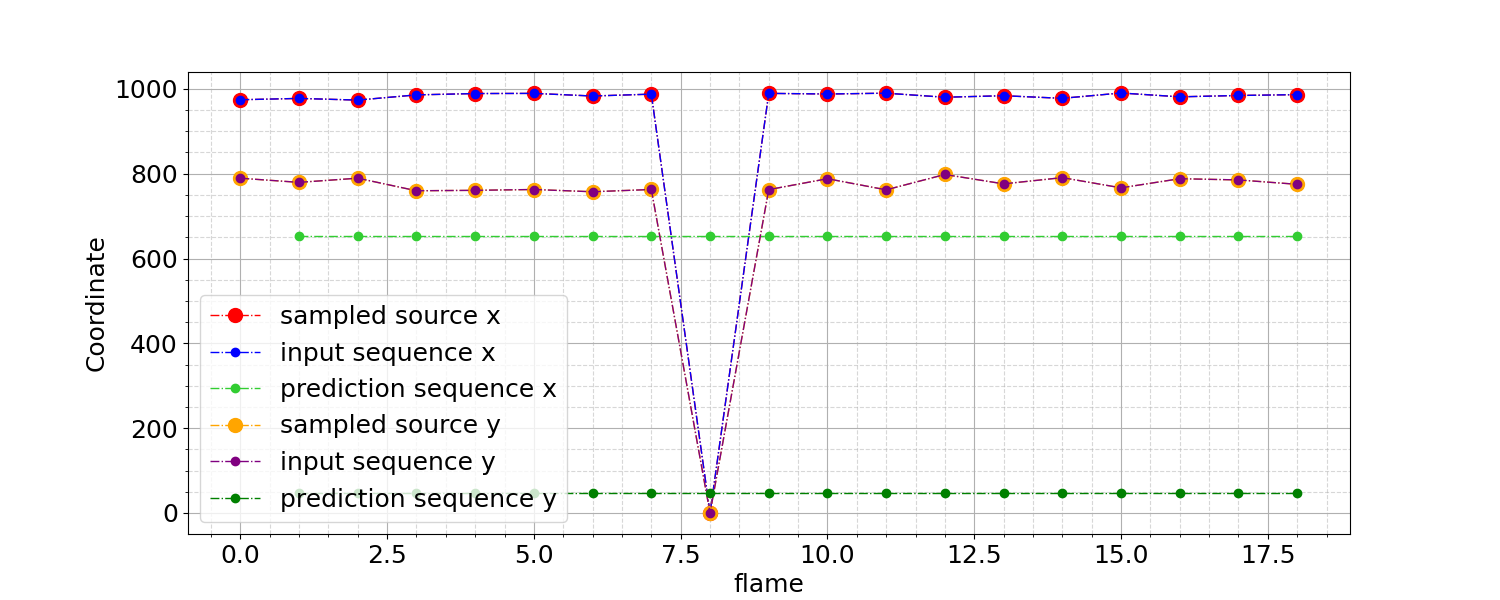 1000
800
600
400
200
0
Coordinate
sampled source x
input sequence x
prediction sequence x
sampled source y
input sequence y
prediction sequence y
0.0 2.5 5.0 7.5 10.0 12.5 15.0 17.5
flame